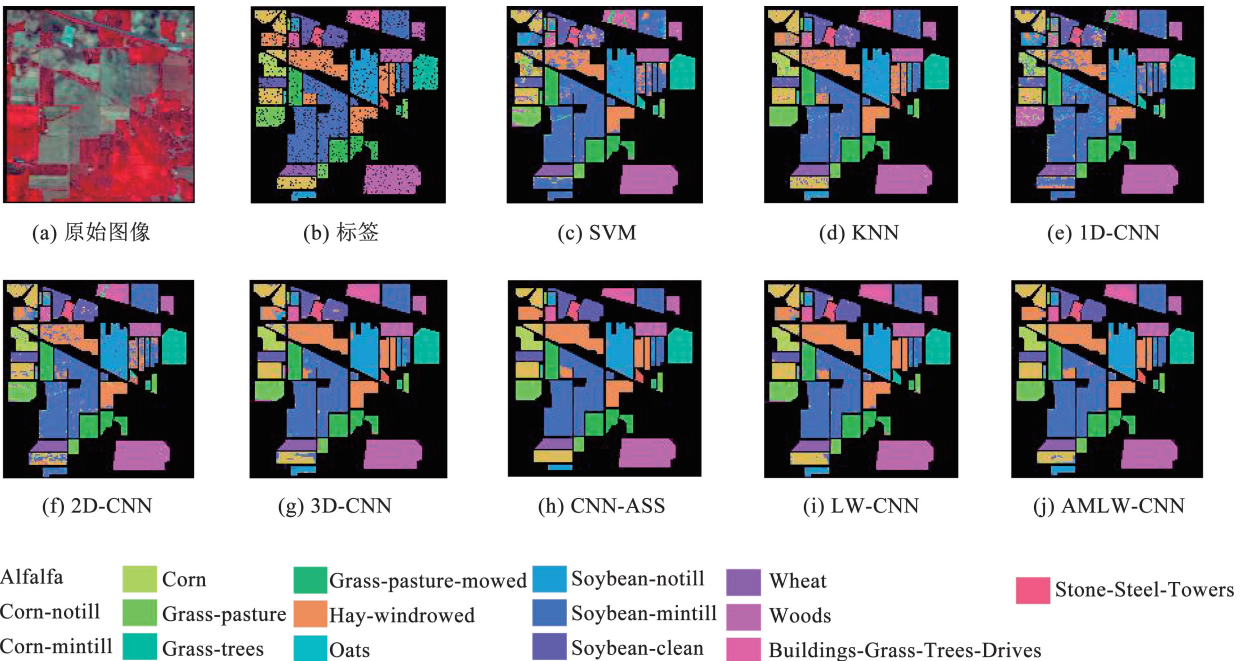 (a) 原始图像
(b) 标签
(c) SVM
(d) KNN
(e) 1D-CNN
(f) 2D-CNN
(g) 3D-CNN
(h) CNN-ASS
(i) LW-CNN
(j) AMLW-CNN
Alfalfa
Corn-notill
Corn-mintill
Corn
Grass-pasture
Grass-trees
Grass-pasture-mowed
Hay-windrowed
Oats
Soybean-notill
Soybean-mintill
Soybean-clean
Wheat
Woods
Buildings-Grass-Trees-Drives
Stone-Steel-Towers